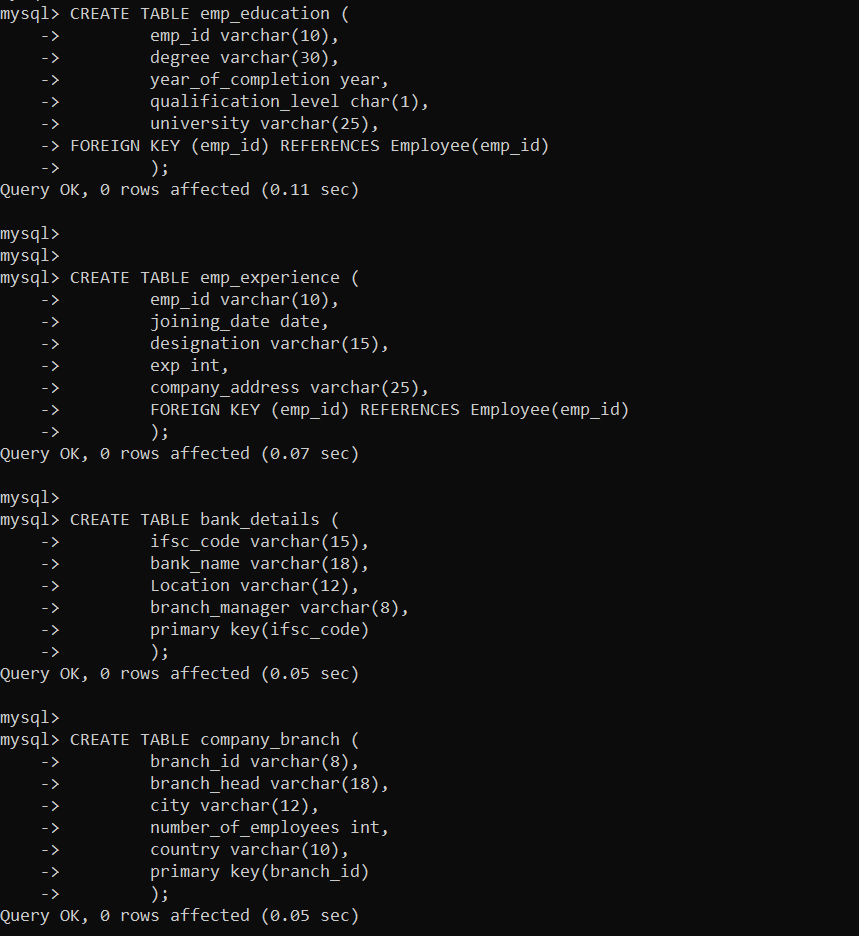 mysql> CREATE TABLE emp_education (
    ->         emp_id varchar(10),
    ->         degree varchar(30),
    ->         year_of_completion year,
    ->         qualification_level char(1),
    ->         university varchar(25),
    -> FOREIGN KEY (emp_id) REFERENCES Employee(emp_id)
    ->         );
Query OK, 0 rows affected (0.11 sec)

mysql>
mysql>
mysql> CREATE TABLE emp_experience (
    ->         emp_id varchar(10),
    ->         joining_date date,
    ->         designation varchar(15),
    ->         exp int,
    ->         company_address varchar(25),
    ->         FOREIGN KEY (emp_id) REFERENCES Employee(emp_id)
    ->         );
Query OK, 0 rows affected (0.07 sec)

mysql>
mysql> CREATE TABLE bank_details (
    ->         ifsc_code varchar(15),
    ->         bank_name varchar(18),
    ->         Location varchar(12),
    ->         branch_manager varchar(8),
    ->         primary key(ifsc_code)
    ->         );
Query OK, 0 rows affected (0.05 sec)

mysql>
mysql> CREATE TABLE company_branch (
    ->         branch_id varchar(8),
    ->         branch_head varchar(18),
    ->         city varchar(12),
    ->         number_of_employees int,
    ->         country varchar(10),
    ->         primary key(branch_id)
    ->         );
Query OK, 0 rows affected (0.05 sec)